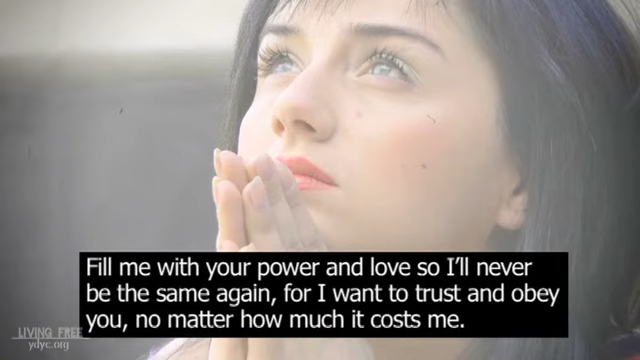 Fill me with your power and love so I'll never
be the same again, for I want to trust and obey
you, no matter how much it costs me.
LIVING FREE
ydyc.org